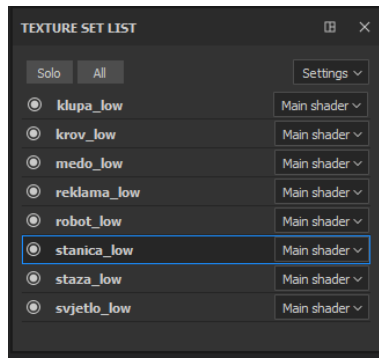 TEXTURE SET LIST
Solo All Settings
klupa_low Main shader
krov_low Main shader
medo_low Main shader
reklama_low Main shader
robot_low Main shader
stanica_low Main shader
staza_low Main shader
svjetlo_low Main shader